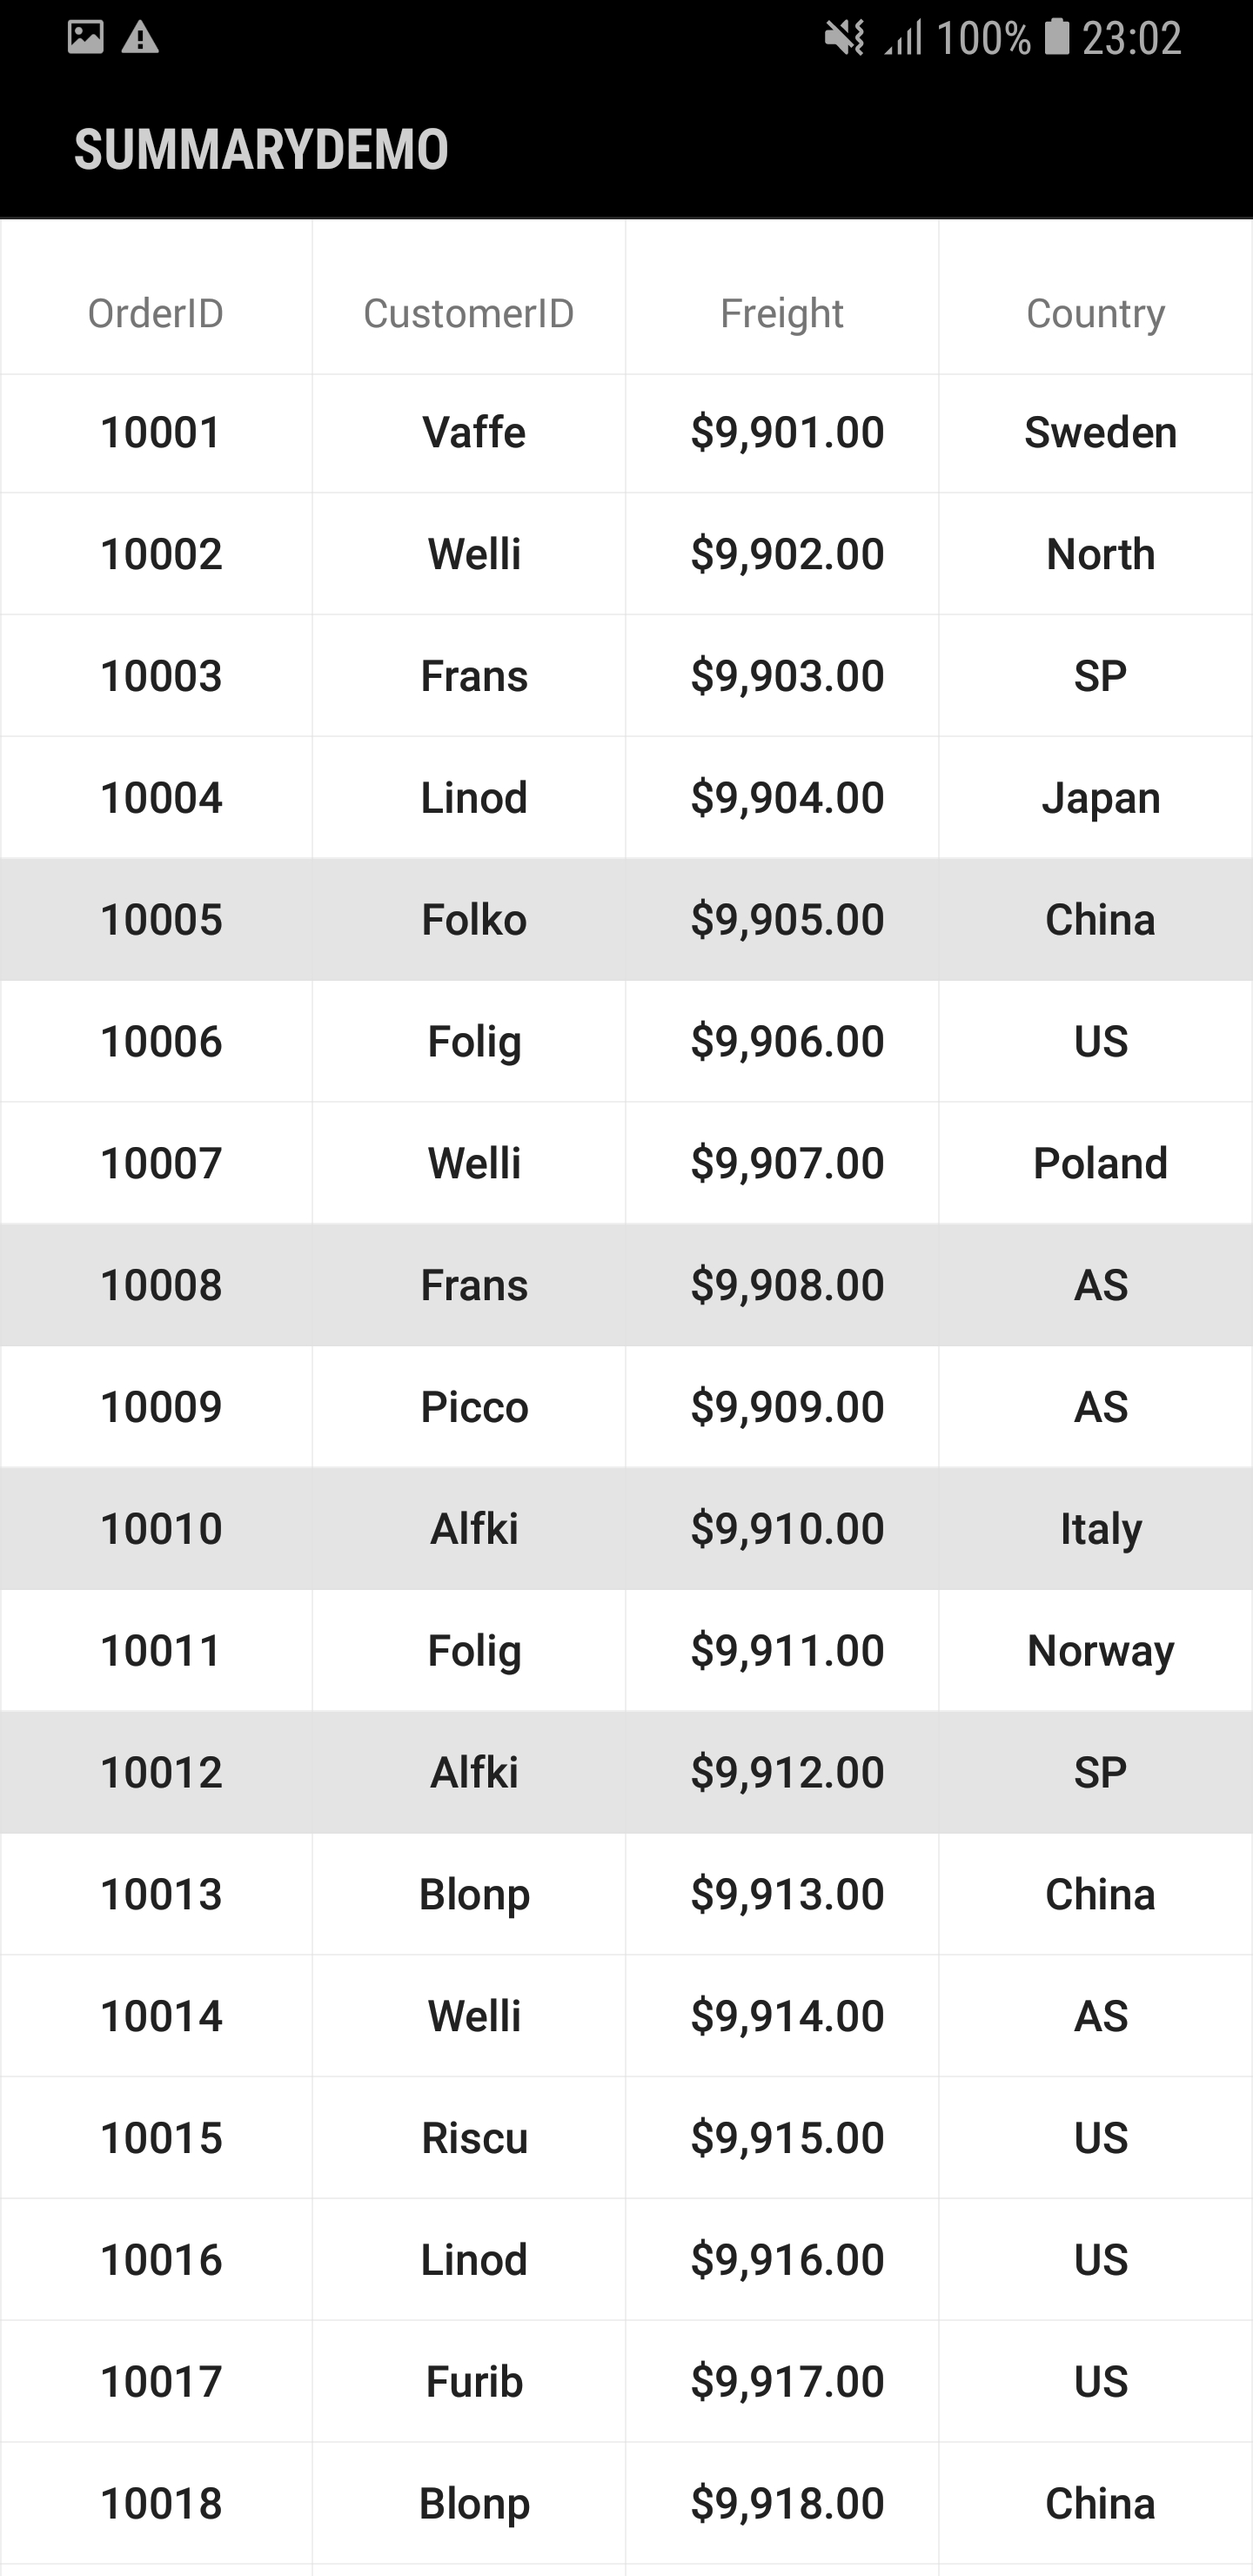 100% 23:02
SUMMARYDEMO
OrderID CustomerID Freight Country
10001 Vaffe $9,901.00 Sweden
10002 Welli $9,902.00 North
10003 Frans $9,903.00 SP
10004 Linod $9,904.00 Japan
10005 Folko $9,905.00 China
10006 Folig $9,906.00 US
10007 Welli $9,907.00 Poland
10008 Frans $9,908.00 AS
10009 Picco $9,909.00 AS
10010 Alfki $9,910.00 Italy
10011 Folig $9,911.00 Norway
10012 Alfki $9,912.00 SP
10013 Blonp $9,913.00 China
10014 Welli $9,914.00 AS
10015 Riscu $9,915.00 US
10016 Linod $9,916.00 US
10017 Furib $9,917.00 US
10018 Blonp $9,918.00 China